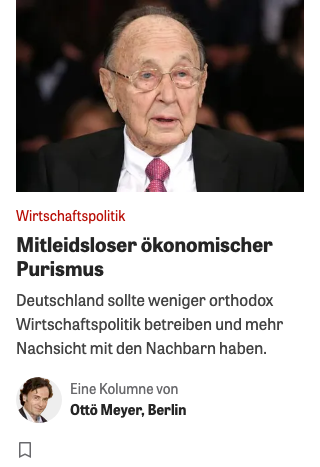 Wirtschaftspolitik
Mitleidsloser ökonomischer
Purismus
Deutschland sollte weniger orthodox
Wirtschaftspolitik betreiben und mehr
Nachsicht mit den Nachbarn haben.
Eine Kolumne von
Ottö Meyer, Berlin